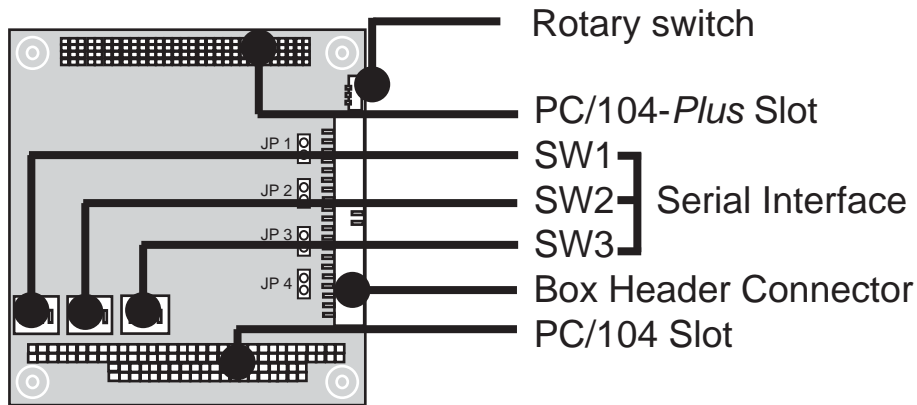 Rotary switch
PC/104-Plus Slot
JP 1
SW1
JP 2
SW2
Serial Interface
JP 3
SW3
JP 4
Box Header Connector
PC/104 Slot